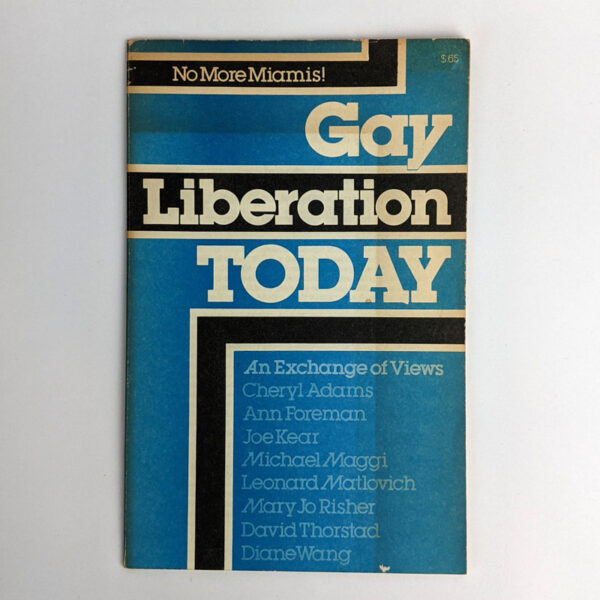 $.65
No More Miamis!
Gay
Liberation
TODAY
An Exchange of Views
Cheryl Adams
Ann Foreman
Joe Kear
Michael Maggi
Leonard Matlovich
Mary Jo Risher
David Thorstad
Diane Wang